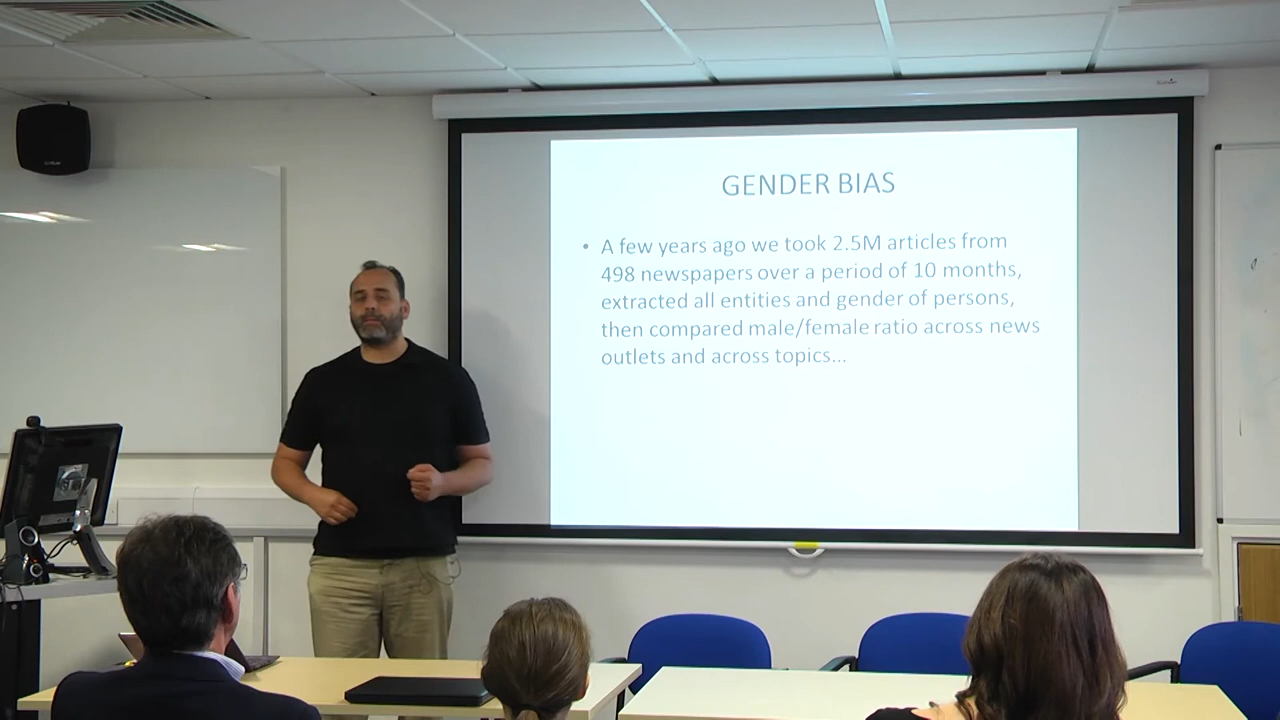 GENDER BIAS
• A few years ago we took 2.5M articles from
498 newspapers over a period of 10 months,
extracted all entities and gender of persons,
then compared male/female ratio across news
outlets and across topics...